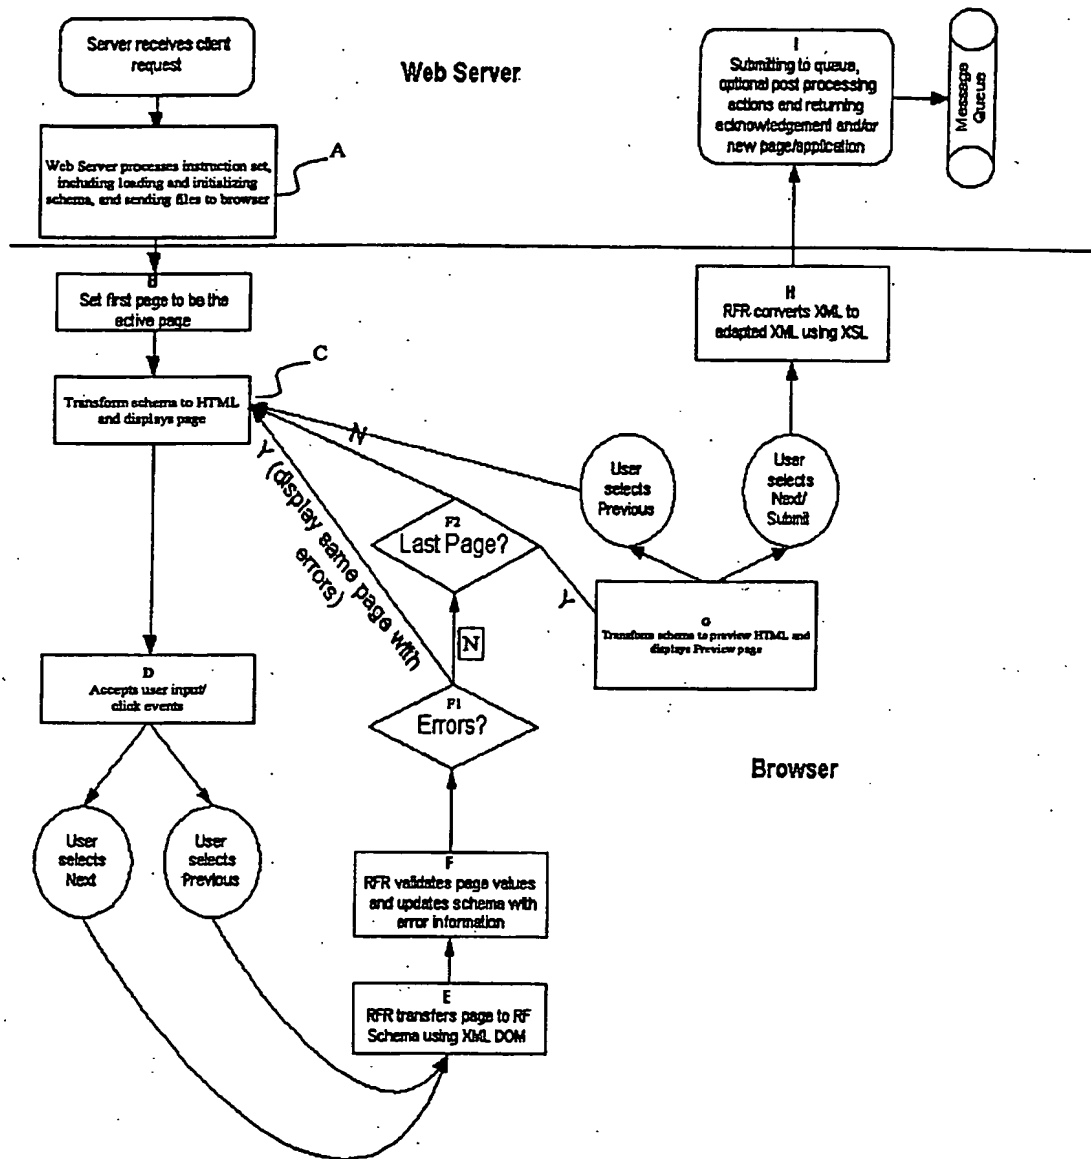 Server receives client
request
Web Server
I
Submitting to queue,
optional post processing
actions and returning
acknowledgement and/or
new page/application
Message
Queue
Web Server processes instruction set,
including loading and initializing
schema, and sending files to browser
A
B
Set first page to be the
active page
H
RFR converts XML to
adapted XML using XSL
C
Transform schema to HTML
and displays page
N
Y (display same page with
errors)
User
selects
Previous
User
selects
Next/
Submit
F2
Last Page?
Y
G
Transform schema to preview HTML and
displays Preview page
N
D
Accepts user input/
click events
F1
Errors?
Browser
User
selects
Next
User
selects
Previous
F
RFR validates page values
and updates schema with
error information
E
RFR transfers page to RF
Schema using XML DOM